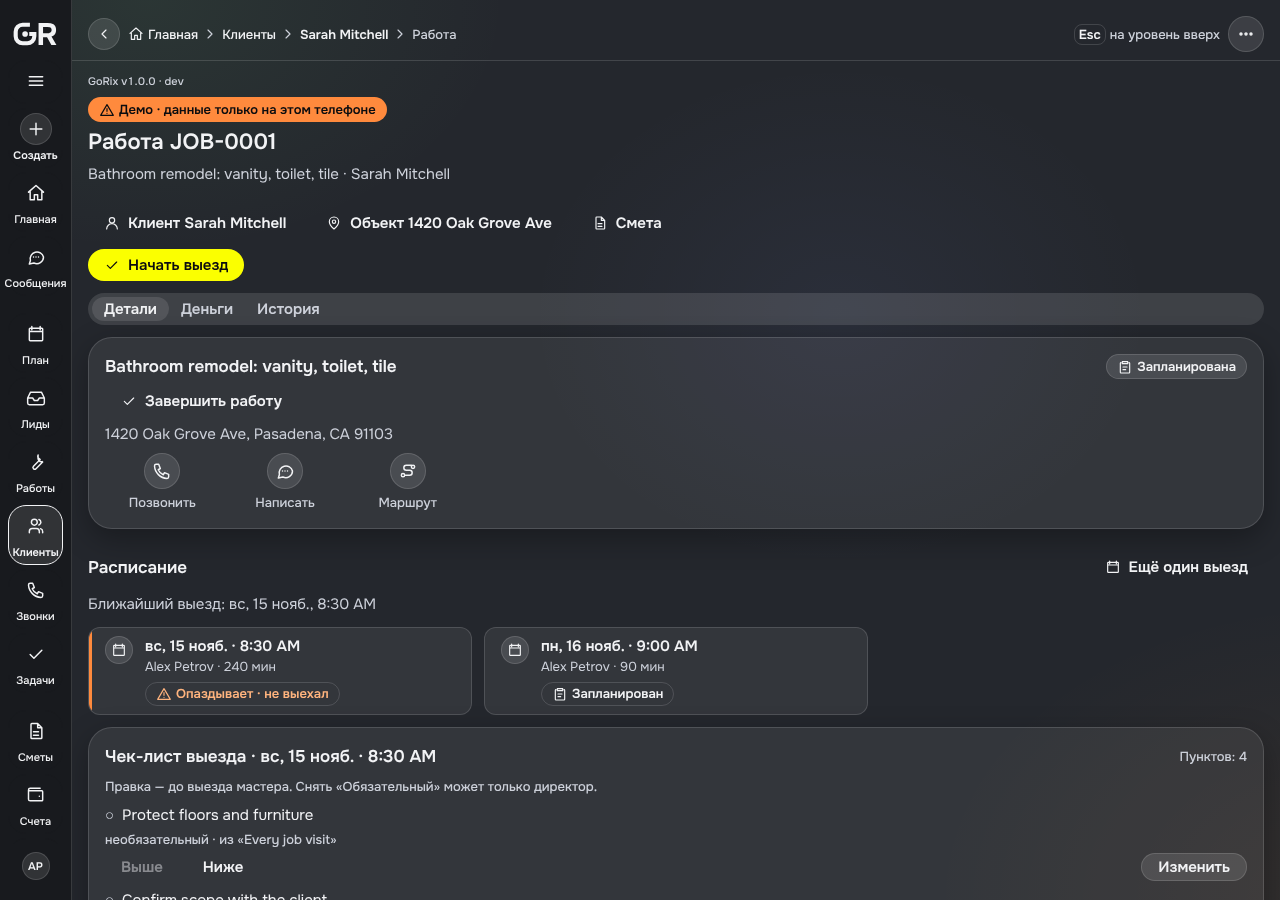 GR
Создать
Главная
Сообщения
План
Лиды
Работы
Клиенты
Звонки
Задачи
Сметы
Счета
AP
Главная > Клиенты > Sarah Mitchell > Работа
Esc на уровень вверх
GoRix v1.0.0 · dev
Демо · данные только на этом телефоне
Работа JOB-0001
Bathroom remodel: vanity, toilet, tile · Sarah Mitchell
Клиент Sarah Mitchell
Объект 1420 Oak Grove Ave
Смета
Начать выезд
Детали
Деньги
История
Bathroom remodel: vanity, toilet, tile
Запланирована
Завершить работу
1420 Oak Grove Ave, Pasadena, CA 91103
Позвонить
Написать
Маршрут
Расписание
Ещё один выезд
Ближайший выезд: вс, 15 нояб., 8:30 AM
вс, 15 нояб. · 8:30 AM
Alex Petrov · 240 мин
Опаздывает · не выехал
пн, 16 нояб. · 9:00 AM
Alex Petrov · 90 мин
Запланирован
Чек-лист выезда · вс, 15 нояб. · 8:30 AM
Пунктов: 4
Правка — до выезда мастера. Снять «Обязательный» может только директор.
Protect floors and furniture
необязательный · из «Every job visit»
Выше
Ниже
Изменить
Confirm scope with the client